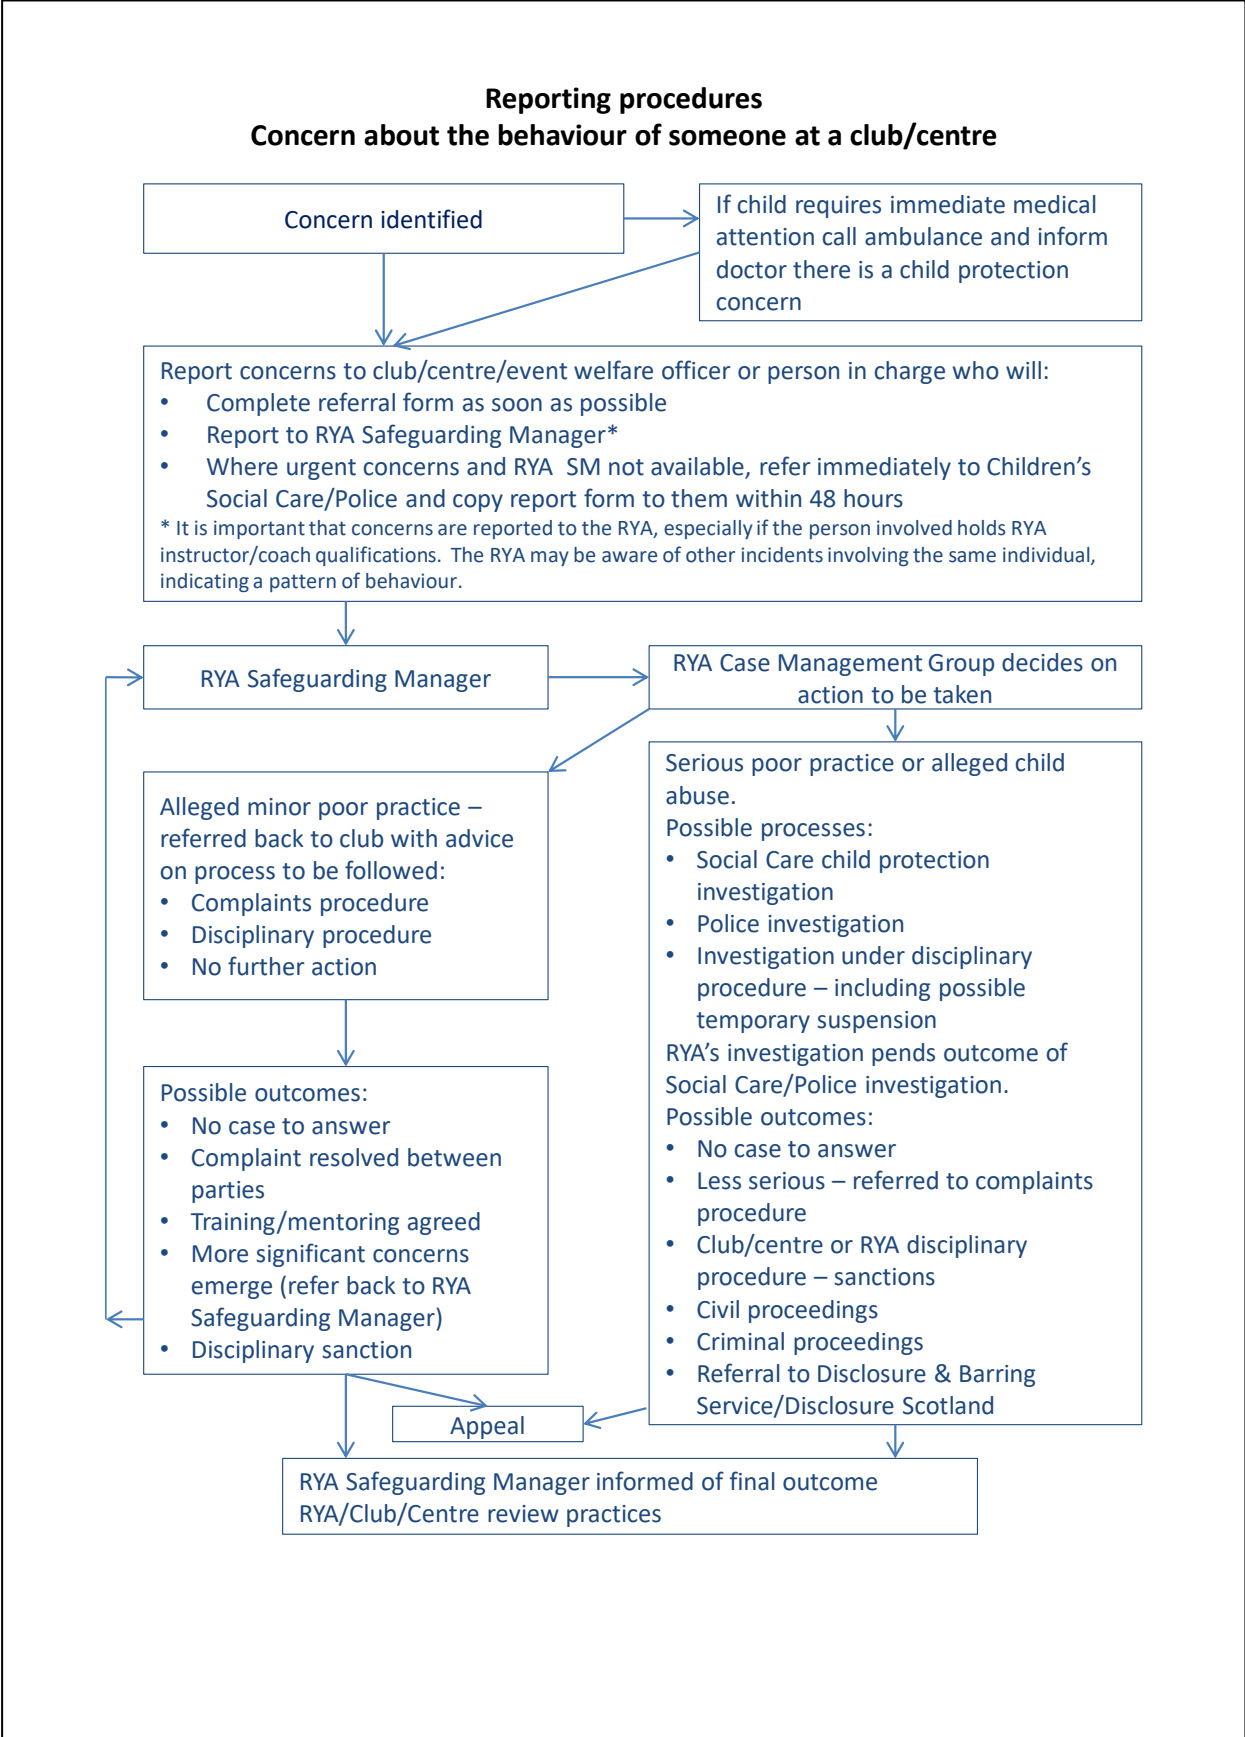 Reporting procedures
Concern about the behaviour of someone at a club/centre
Concern identified
If child requires immediate medical
attention call ambulance and inform
doctor there is a child protection
concern
Report concerns to club/centre/event welfare officer or person in charge who will:
• Complete referral form as soon as possible
• Report to RYA Safeguarding Manager*
• Where urgent concerns and RYA SM not available, refer immediately to Children’s
Social Care/Police and copy report form to them within 48 hours
* It is important that concerns are reported to the RYA, especially if the person involved holds RYA
instructor/coach qualifications. The RYA may be aware of other incidents involving the same individual,
indicating a pattern of behaviour.
RYA Safeguarding Manager
RYA Case Management Group decides on
action to be taken
Alleged minor poor practice –
referred back to club with advice
on process to be followed:
• Complaints procedure
• Disciplinary procedure
• No further action
Serious poor practice or alleged child
abuse.
Possible processes:
• Social Care child protection
investigation
• Police investigation
• Investigation under disciplinary
procedure – including possible
temporary suspension
RYA’s investigation pends outcome of
Social Care/Police investigation.
Possible outcomes:
• No case to answer
• Less serious – referred to complaints
procedure
• Club/centre or RYA disciplinary
procedure – sanctions
• Civil proceedings
• Criminal proceedings
• Referral to Disclosure & Barring
Service/Disclosure Scotland
Possible outcomes:
• No case to answer
• Complaint resolved between
parties
• Training/mentoring agreed
• More significant concerns
emerge (refer back to RYA
Safeguarding Manager)
• Disciplinary sanction
Appeal
RYA Safeguarding Manager informed of final outcome
RYA/Club/Centre review practices